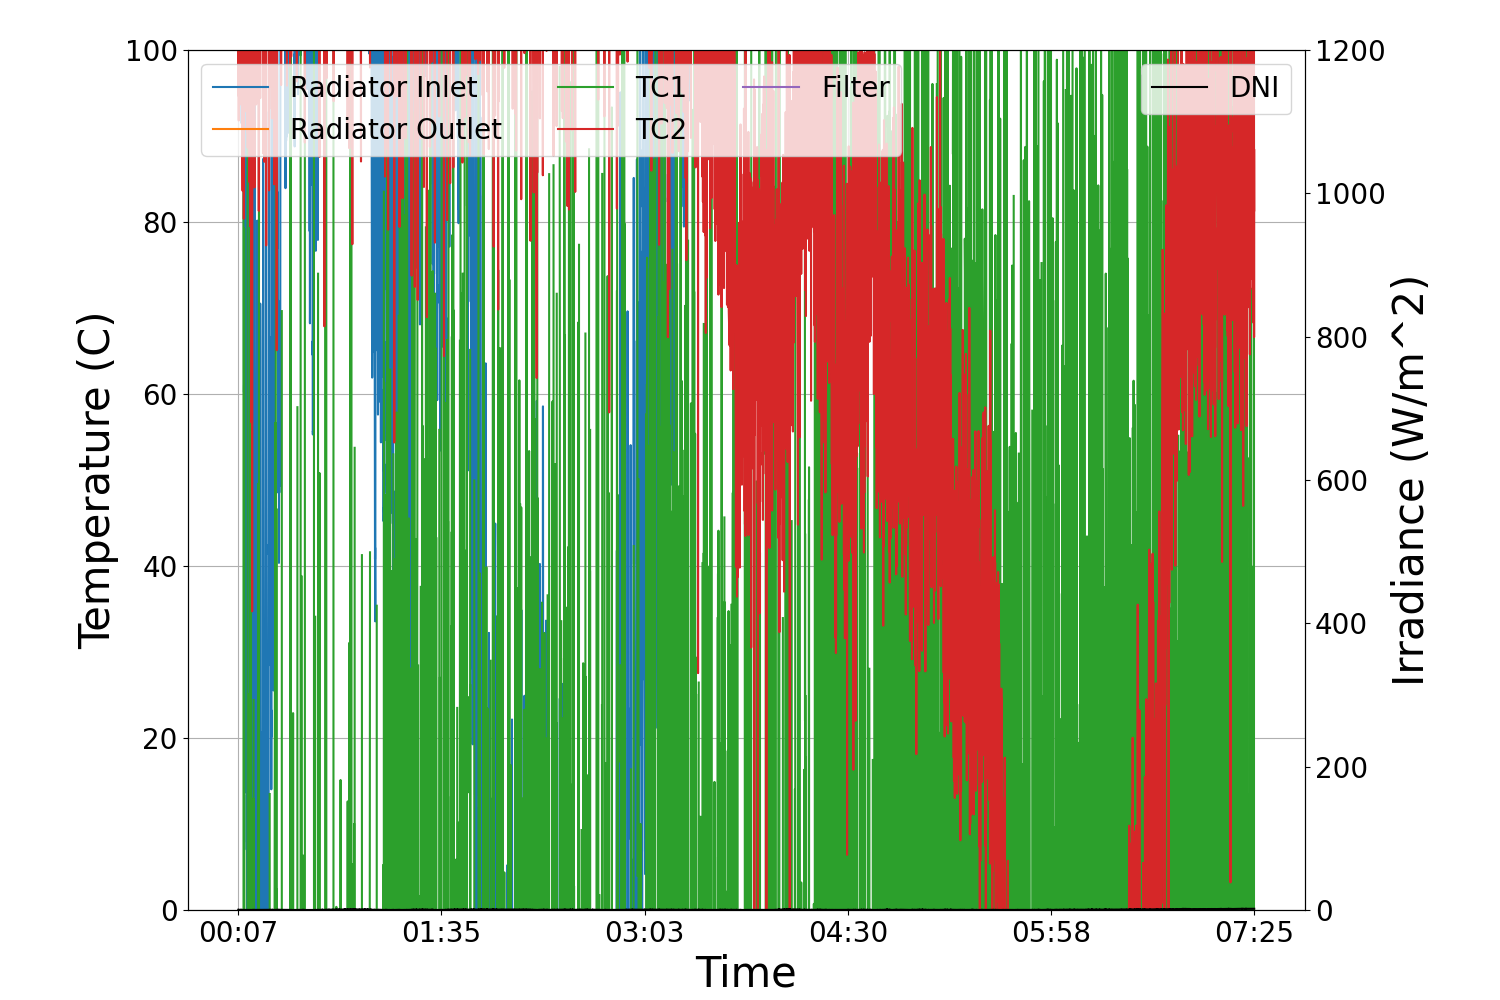 100
80
60
40
20
0
Temperature (C)
Radiator Inlet
Radiator Outlet
TC1
TC2
Filter
DNI
1200
1000
800
600
400
200
0
Irradiance (W/m^2)
00:07 01:35 03:03 04:30 05:58 07:25
Time